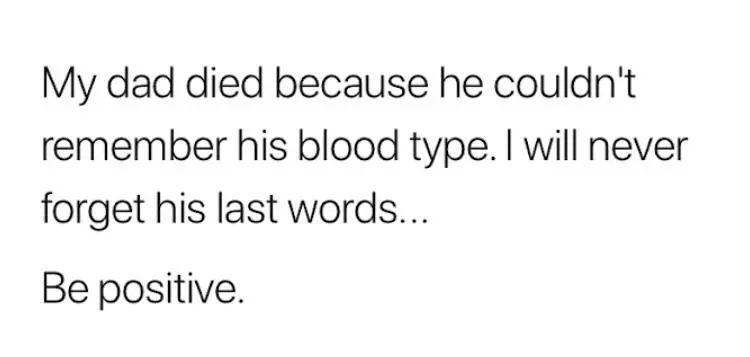 My dad died because he couldn't
remember his blood type. I will never
forget his last words...
Be positive.